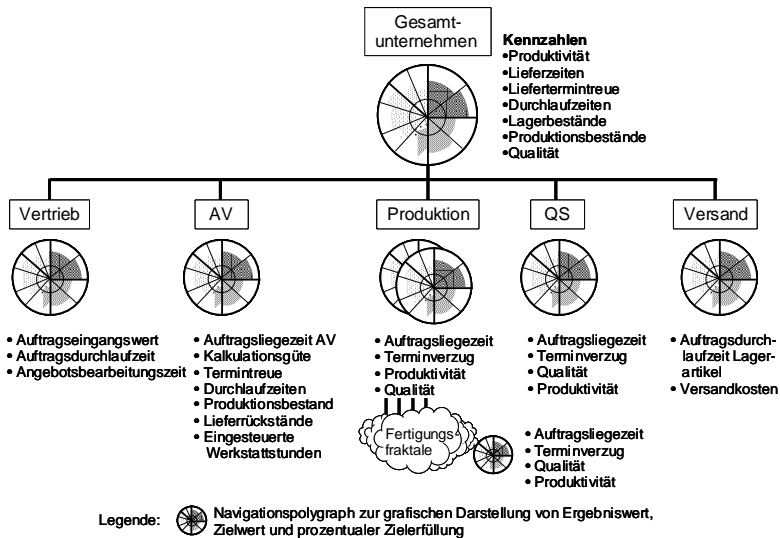 Gesamt-
unternehmen
Kennzahlen
•Produktivität
•Lieferzeiten
•Liefertermintreue
•Durchlaufzeiten
•Lagerbestände
•Produktionsbestände
•Qualität
Vertrieb
AV
Produktion
QS
Versand
• Auftragseingangswert
• Auftragsdurchlaufzeit
• Angebotsbearbeitungszeit
• Auftragsliegezeit AV
• Kalkulationsgüte
• Termintreue
• Durchlaufzeiten
• Produktionsbestand
• Lieferrückstände
• Eingesteuerte
Werkstattstunden
• Auftragsliegezeit
• Terminverzug
• Produktivität
• Qualität
• Auftragsliegezeit
• Terminverzug
• Qualität
• Produktivität
• Auftragsdurch-
laufzeit Lager-
artikel
• Versandkosten
Fertigungs-
fraktale
• Auftragsliegezeit
• Terminverzug
• Qualität
• Produktivität
Legende:
Navigationspolygraph zur grafischen Darstellung von Ergebniswert,
Zielwert und prozentualer Zielerfüllung